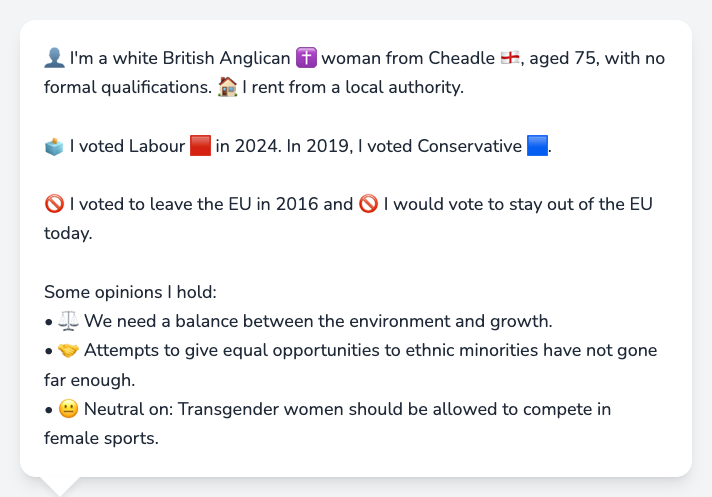 👤 I'm a white British Anglican ✝️ woman from Cheadle 🏴󠁧󠁢󠁥󠁮󠁧󠁿, aged 75, with no
formal qualifications. 🏠 I rent from a local authority.
🗳️ I voted Labour 🟥 in 2024. In 2019, I voted Conservative 🟦.
🚫 I voted to leave the EU in 2016 and 🚫 I would vote to stay out of the EU
today.
Some opinions I hold:
• ⚖️ We need a balance between the environment and growth.
• 🤝 Attempts to give equal opportunities to ethnic minorities have not gone
far enough.
• 😐 Neutral on: Transgender women should be allowed to compete in
female sports.